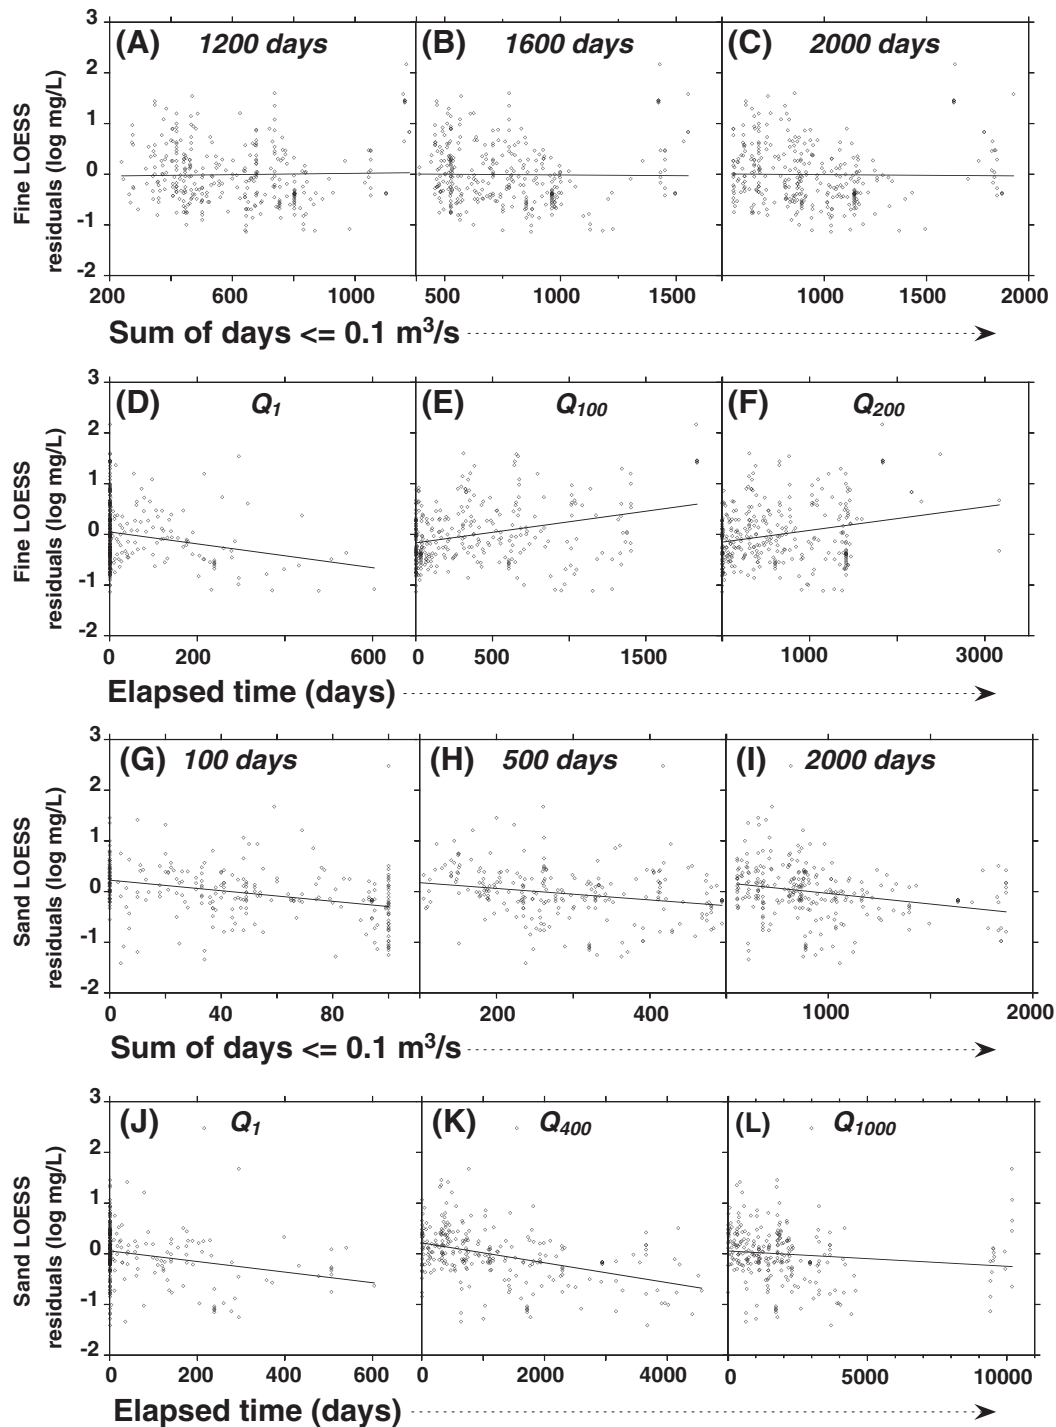 (A) 1200 days (B) 1600 days (C) 2000 days
3
2
1
0
-1
-2
Fine LOESS
residuals (log mg/L)
200 600 1000 500 1000 1500 1000 1500 2000
Sum of days <= 0.1 m³/s
(D) Q₁ (E) Q₁₀₀ (F) Q₂₀₀
3
2
1
0
-1
-2
Fine LOESS
residuals (log mg/L)
0 200 400 600 0 500 1500 1000 3000
Elapsed time (days)
(G) 100 days (H) 500 days (I) 2000 days
3
2
1
0
-1
-2
Sand LOESS
residuals (log mg/L)
0 40 80 200 400 1000 2000
Sum of days <= 0.1 m³/s
(J) Q₁ (K) Q₄₀₀ (L) Q₁₀₀₀
3
2
1
0
-1
-2
Sand LOESS
residuals (log mg/L)
0 200 400 600 0 2000 4000 0 5000 10000
Elapsed time (days)